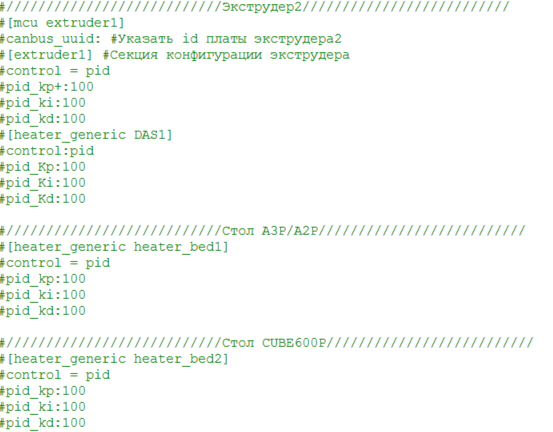 #///////////////////////////Экструдер2//////////////////////////
#[mcu extruder1]
#canbus_uuid: #Указать id платы экструдера2
#[extruder1] #Секция конфигурации экструдера
#control = pid
#pid_kp+:100
#pid_ki:100
#pid_kd:100
#[heater_generic DAS1]
#control:pid
#pid_Kp:100
#pid_Ki:100
#pid_Kd:100

#///////////////////////////Стол A3P/A2P//////////////////////////
#[heater_generic heater_bed1]
#control = pid
#pid_kp:100
#pid_ki:100
#pid_kd:100

#///////////////////////////Стол CUBE600P//////////////////////////
#[heater_generic heater_bed2]
#control = pid
#pid_kp:100
#pid_ki:100
#pid_kd:100